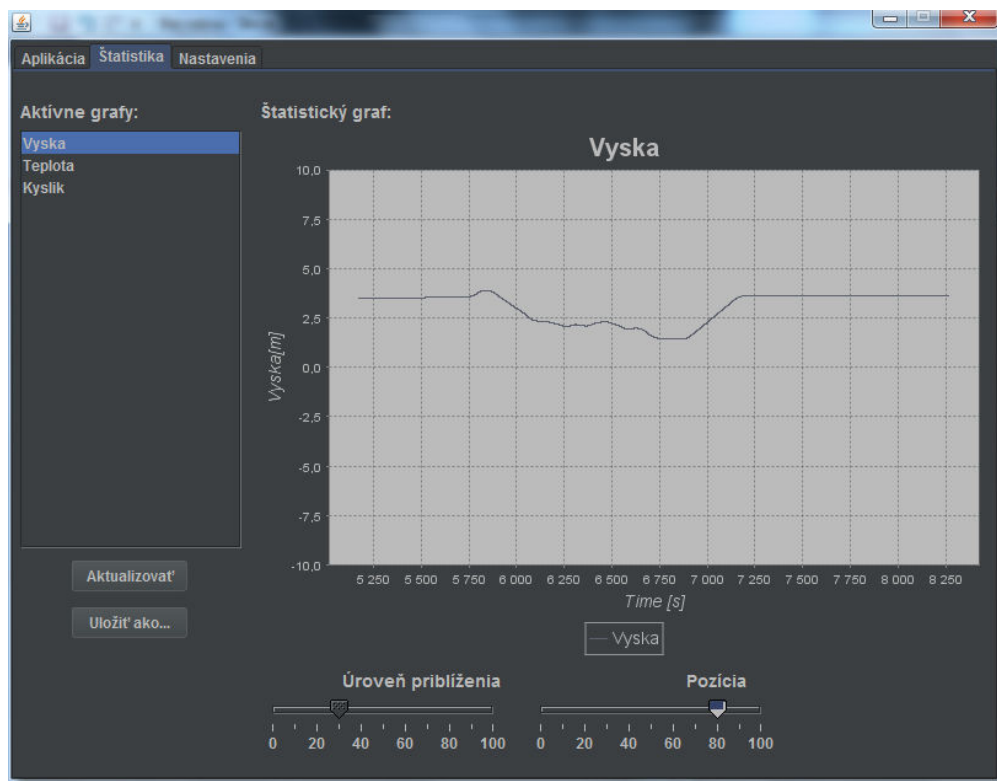 Aplikácia Štatistika Nastavenia
Aktívne grafy:
Vyska
Teplota
Kyslik
Aktualizovať
Uložiť ako...
Štatistický graf:
Vyska
Vyska[m]
10,0
7,5
5,0
2,5
0,0
-2,5
-5,0
-7,5
-10,0
5 250 5 500 5 750 6 000 6 250 6 500 6 750 7 000 7 250 7 500 7 750 8 000 8 250
Time [s]
Vyska
Úroveň priblíženia
0 20 40 60 80 100
Pozícia
0 20 40 60 80 100